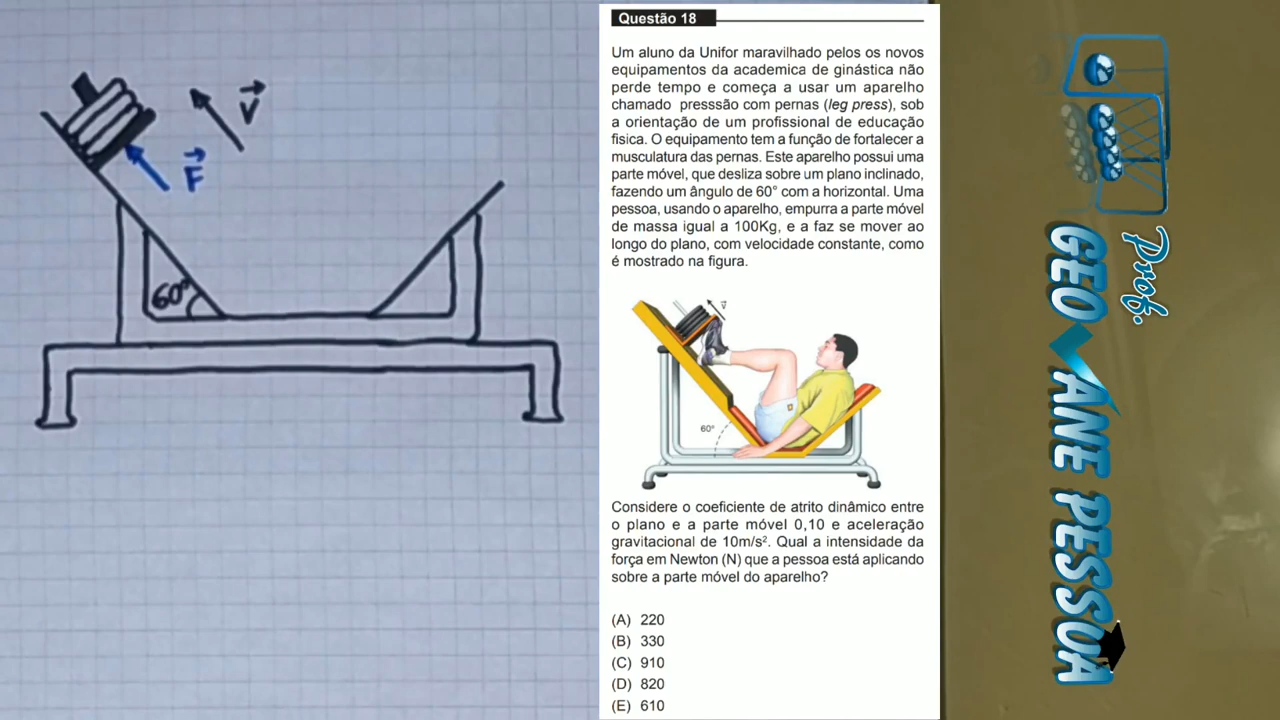 V
F
60°
Questão 18
Um aluno da Unifor maravilhado pelos os novos
equipamentos da academica de ginástica não
perde tempo e começa a usar um aparelho
chamado presssão com pernas (leg press), sob
a orientação de um profissional de educação
fisica. O equipamento tem a função de fortalecer a
musculatura das pernas. Este aparelho possui uma
parte móvel, que desliza sobre um plano inclinado,
fazendo um ângulo de 60° com a horizontal. Uma
pessoa, usando o aparelho, empurra a parte móvel
de massa igual a 100Kg, e a faz se mover ao
longo do plano, com velocidade constante, como
é mostrado na figura.
v
60°
Considere o coeficiente de atrito dinâmico entre
o plano e a parte móvel 0,10 e aceleração
gravitacional de 10m/s². Qual a intensidade da
força em Newton (N) que a pessoa está aplicando
sobre a parte móvel do aparelho?
(A) 220
(B) 330
(C) 910
(D) 820
(E) 610
Prof.
GEOVANE PESSUA